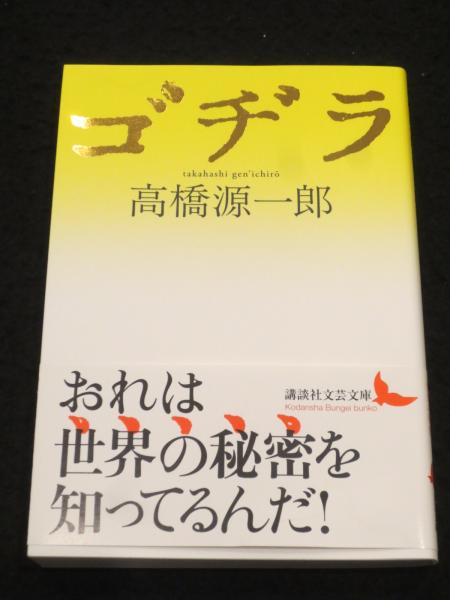 ゴヂラ
takahashi gen'ichirō
高橋源一郎
おれは
世界の秘密を
知ってるんだ!
講談社文芸文庫
Kodansha Bungei bunko